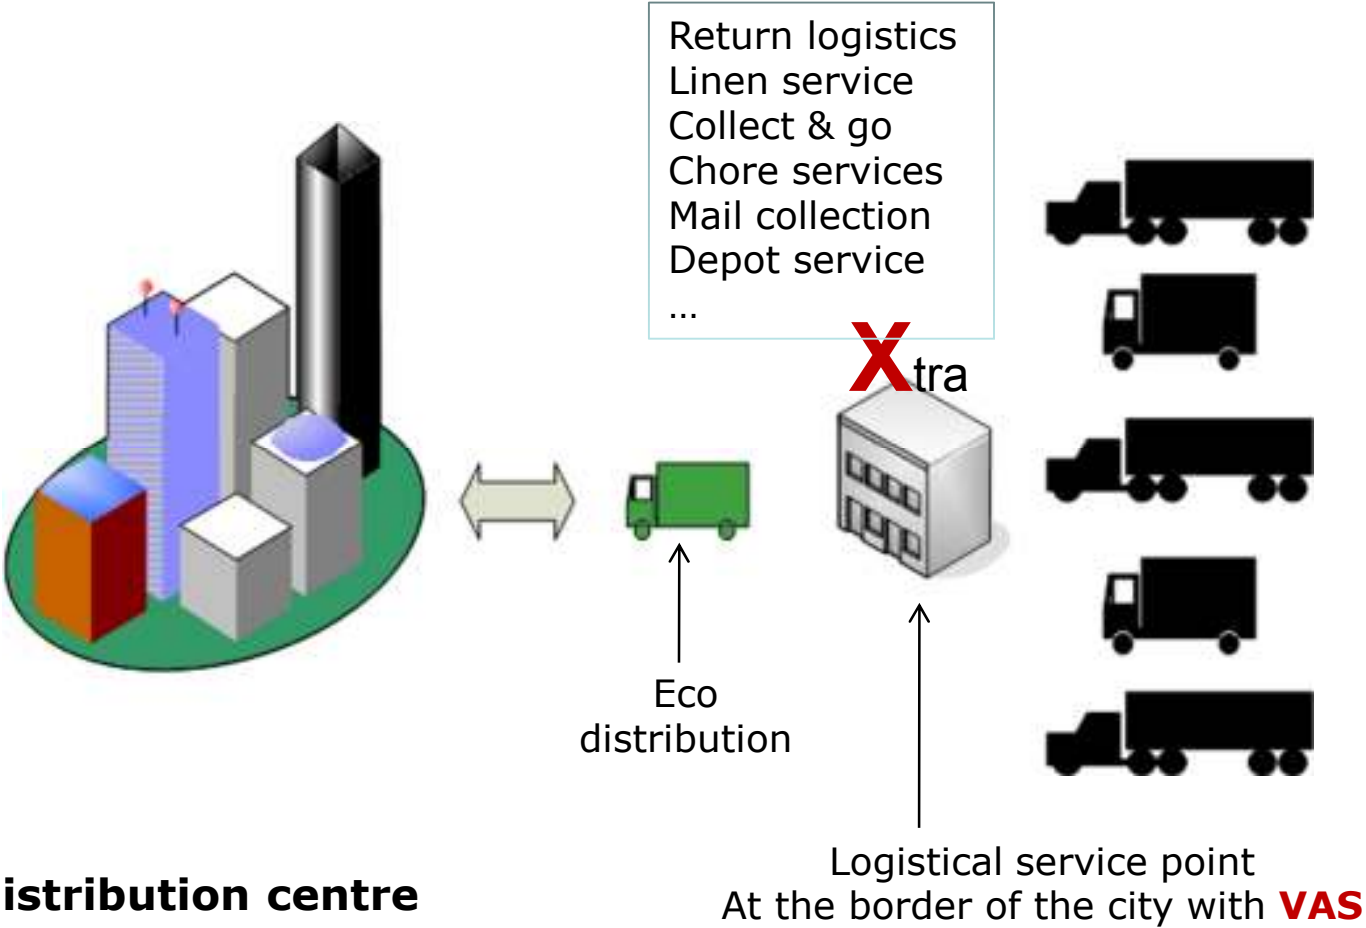 Return logistics
Linen service
Collect & go
Chore services
Mail collection
Depot service
...
Xtra
Eco
distribution
Logistical service point
At the border of the city with VAS
istribution centre